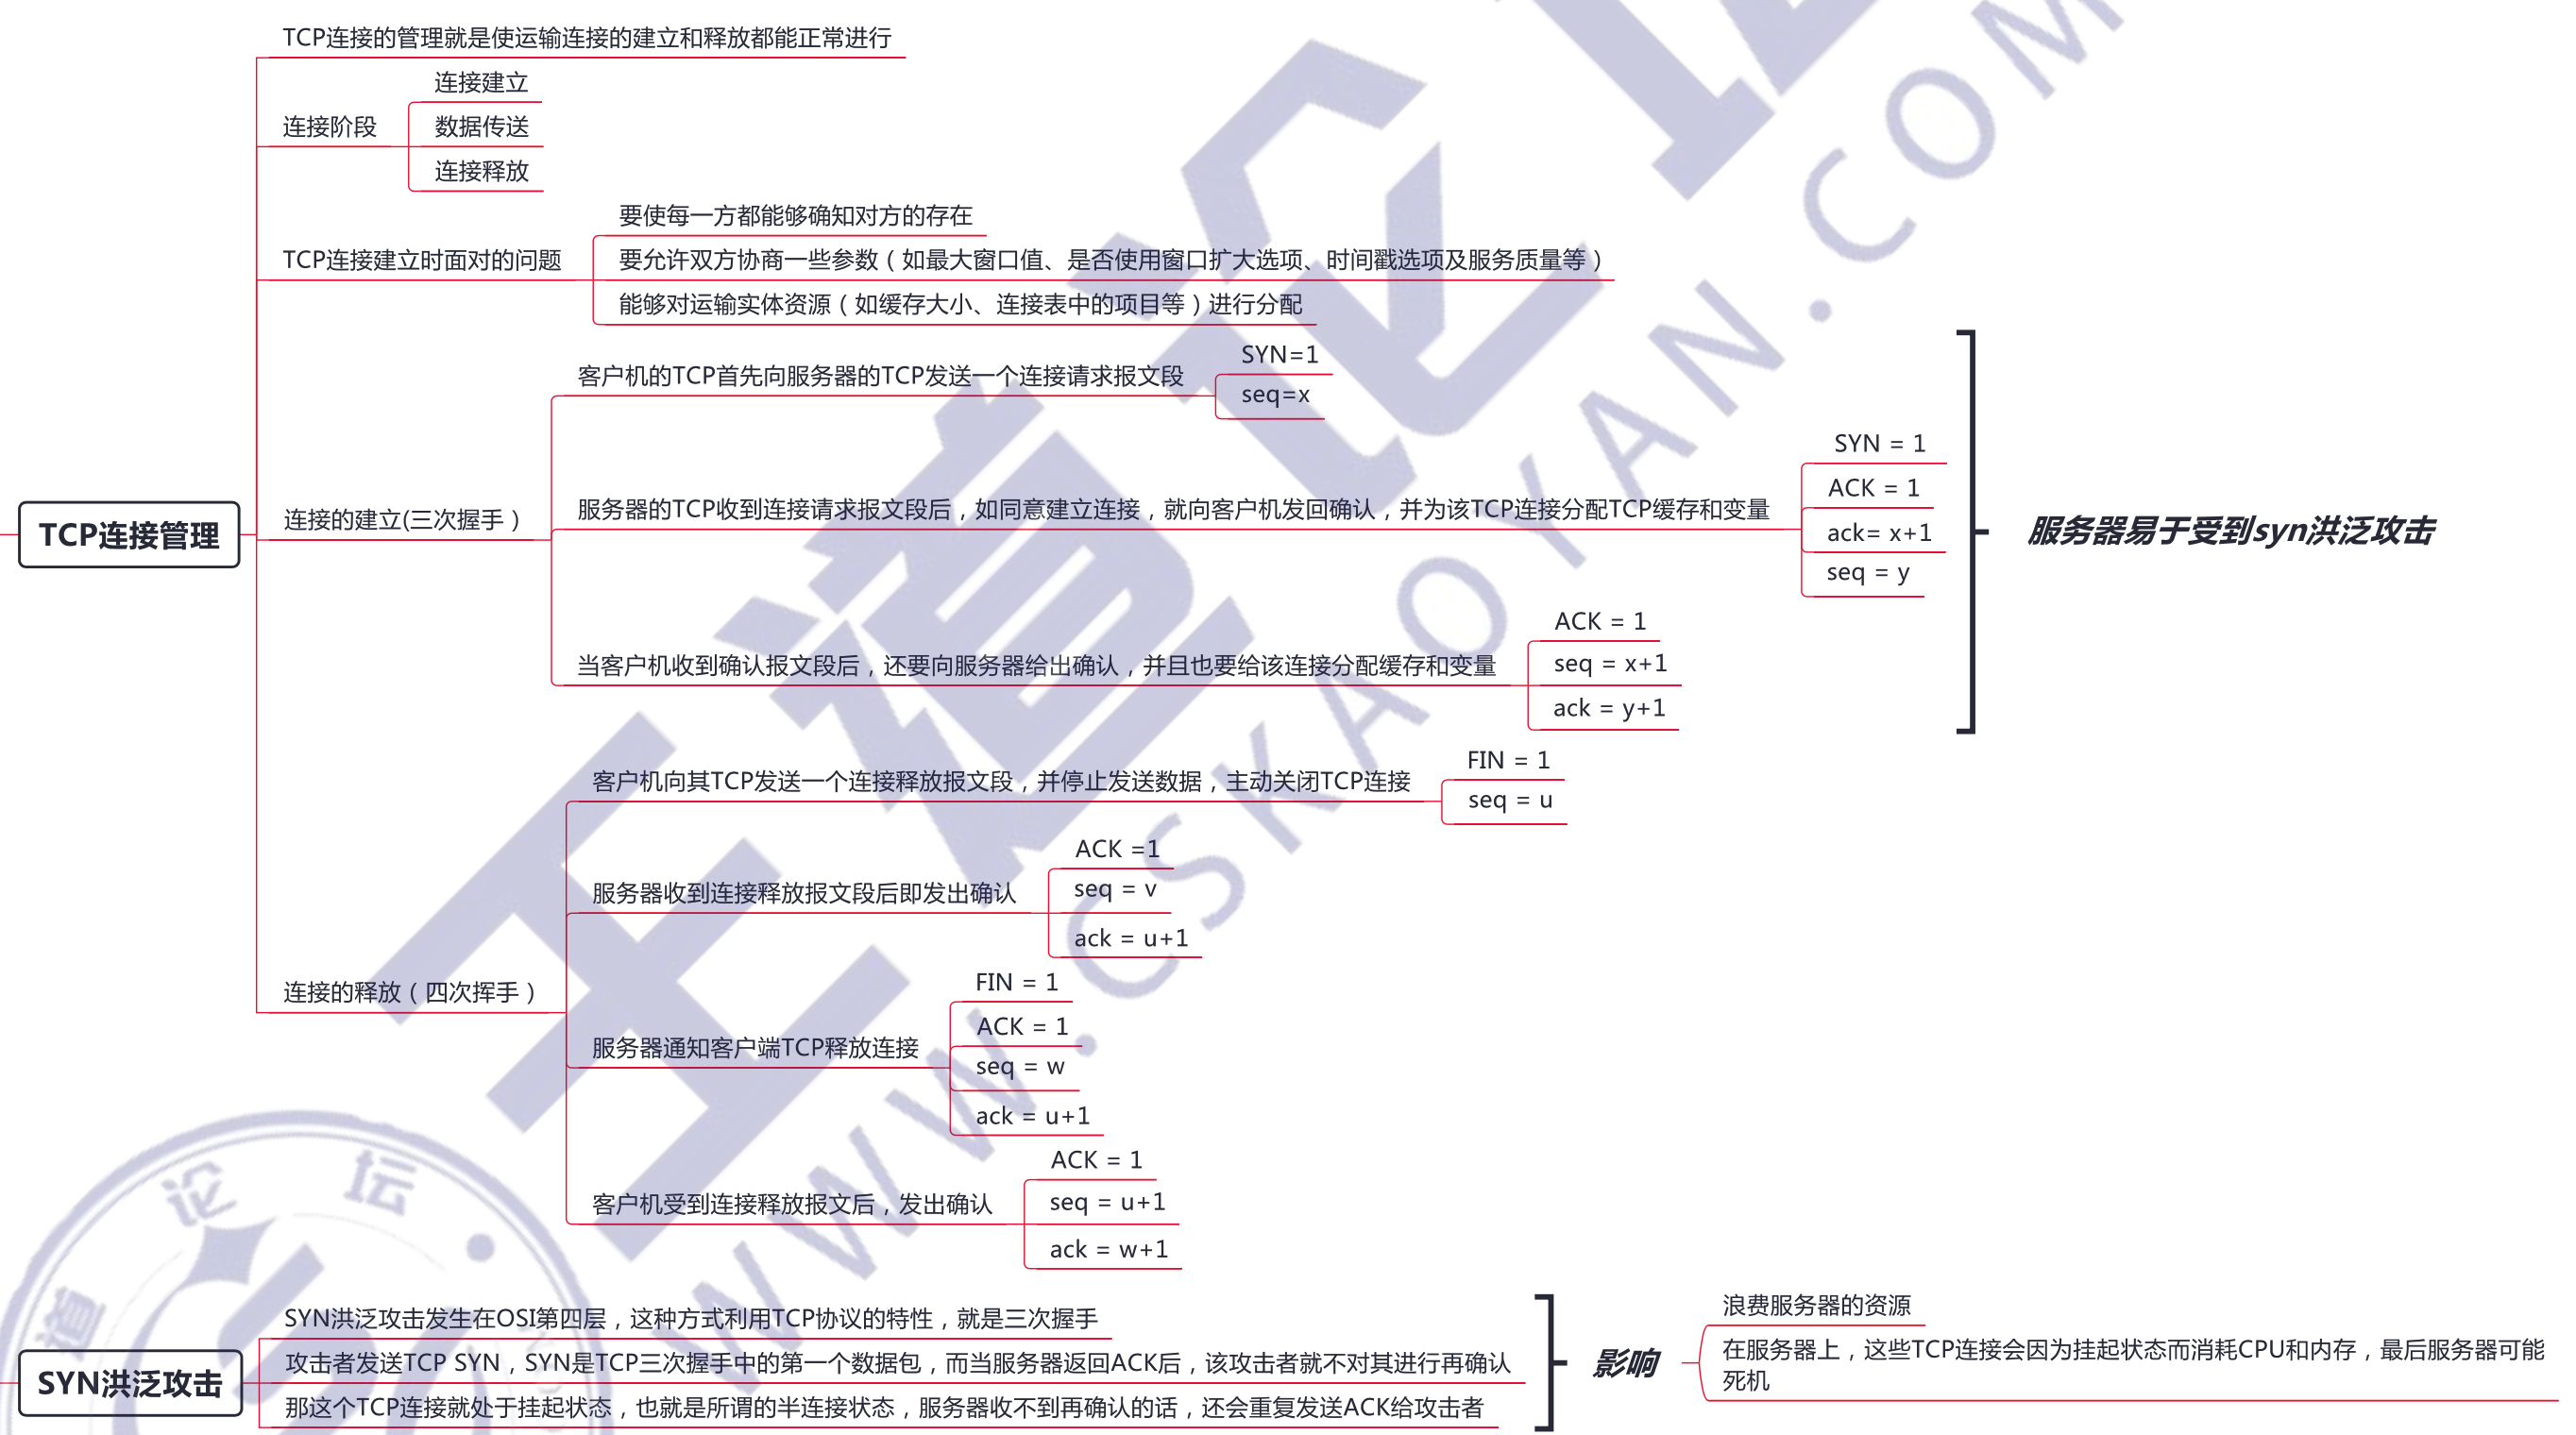 TCP连接的管理就是使运输连接的建立和释放都能正常进行
连接建立
连接阶段
数据传送
连接释放
要使每一方都能够确知对方的存在
TCP连接建立时面对的问题
要允许双方协商一些参数（如最大窗口值、是否使用窗口扩大选项、时间戳选项及服务质量等）
能够对运输实体资源（如缓存大小、连接表中的项目等）进行分配
客户机的TCP首先向服务器的TCP发送一个连接请求报文段
SYN=1
seq=x
TCP连接管理
连接的建立(三次握手）
服务器的TCP收到连接请求报文段后，如同意建立连接，就向客户机发回确认，并为该TCP连接分配TCP缓存和变量
SYN = 1
ACK = 1
ack= x+1
seq = y
服务器易于受到syn洪泛攻击
当客户机收到确认报文段后，还要向服务器给出确认，并且也要给该连接分配缓存和变量
ACK = 1
seq = x+1
ack = y+1
客户机向其TCP发送一个连接释放报文段，并停止发送数据，主动关闭TCP连接
FIN = 1
seq = u
服务器收到连接释放报文段后即发出确认
ACK =1
seq = v
ack = u+1
连接的释放（四次挥手）
服务器通知客户端TCP释放连接
FIN = 1
ACK = 1
seq = w
ack = u+1
客户机受到连接释放报文后，发出确认
ACK = 1
seq = u+1
ack = w+1
SYN洪泛攻击
SYN洪泛攻击发生在OSI第四层，这种方式利用TCP协议的特性，就是三次握手
攻击者发送TCP SYN，SYN是TCP三次握手中的第一个数据包，而当服务器返回ACK后，该攻击者就不对其进行再确认
那这个TCP连接就处于挂起状态，也就是所谓的半连接状态，服务器收不到再确认的话，还会重复发送ACK给攻击者
影响
浪费服务器的资源
在服务器上，这些TCP连接会因为挂起状态而消耗CPU和内存，最后服务器可能
死机
王道论
WWW.CSKAOYAN.COM
道论坛